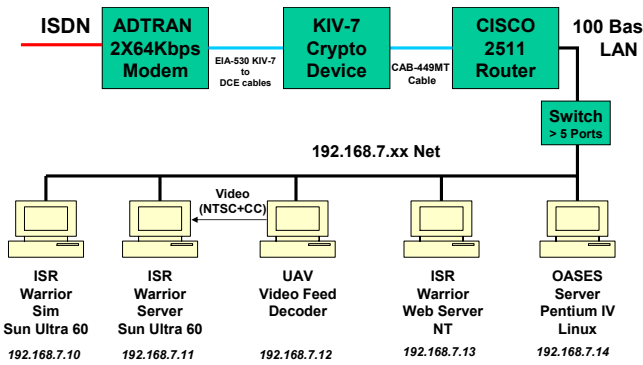 ISDN
ADTRAN
2X64Kbps
Modem
EIA-530 KIV-7
to
DCE cables
KIV-7
Crypto
Device
CAB-449MT
Cable
CISCO
2511
Router
100 Bas
LAN
Switch
> 5 Ports
192.168.7.xx Net
Video
(NTSC+CC)
ISR
Warrior
Sim
Sun Ultra 60
192.168.7.10
ISR
Warrior
Server
Sun Ultra 60
192.168.7.11
UAV
Video Feed
Decoder
192.168.7.12
ISR
Warrior
Web Server
NT
192.168.7.13
OASES
Server
Pentium IV
Linux
192.168.7.14